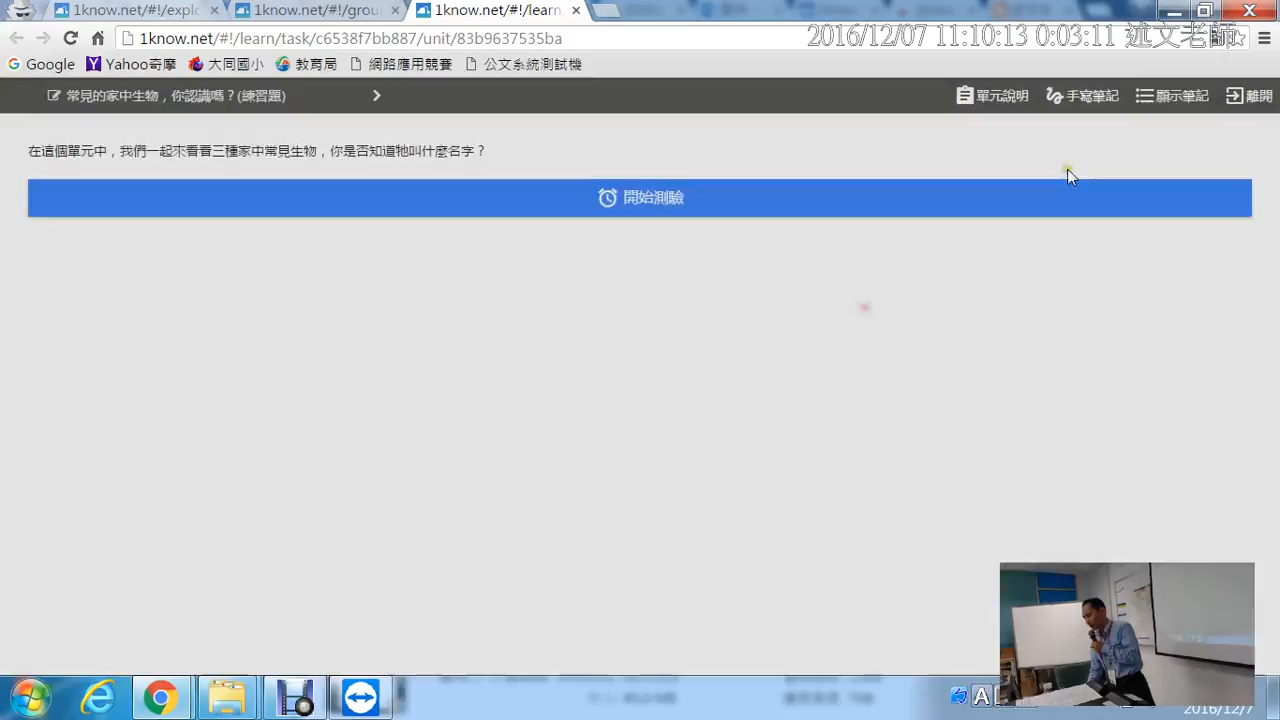 1know.net/#!/explo
1know.net/#!/grou
1know.net/#!/learn
1know.net/#!/learn/task/c6538f7bb887/unit/83b9f37535ba
2016/12/07 11:10:13 0:03:11 述文老師
Google
Yahoo奇摩
大同國小
教育局
網路應用競賽
公文系統測試機
常見的家中生物，你認識嗎？(練習題)
單元說明
手寫筆記
顯示筆記
離開
在這個單元中，我們一起來看看三種家中常見生物，你是否知道牠叫什麼名字？
開始測驗
A
2016/12/7